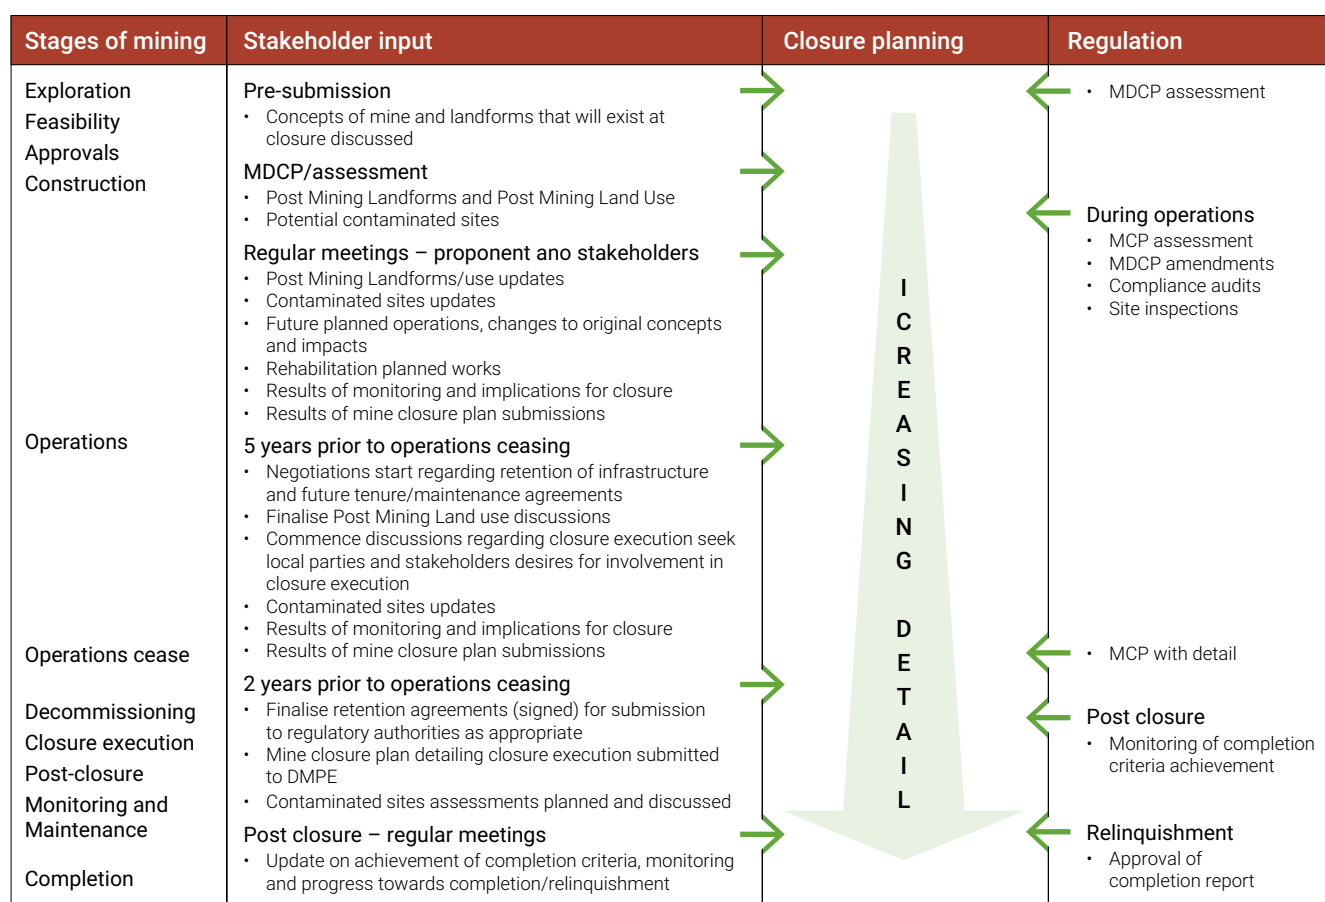 Stages of mining
Exploration
Feasibility
Approvals
Construction
Operations
Operations cease
Decommissioning
Closure execution
Post-closure
Monitoring and
Maintenance
Completion
Stakeholder input
Pre-submission
• Concepts of mine and landforms that will exist at
closure discussed
MDCP/assessment
• Post Mining Landforms and Post Mining Land Use
• Potential contaminated sites
Regular meetings – proponent ano stakeholders
• Post Mining Landforms/use updates
• Contaminated sites updates
• Future planned operations, changes to original concepts
and impacts
• Rehabilitation planned works
• Results of monitoring and implications for closure
• Results of mine closure plan submissions
5 years prior to operations ceasing
• Negotiations start regarding retention of infrastructure
and future tenure/maintenance agreements
• Finalise Post Mining Land use discussions
• Commence discussions regarding closure execution seek
local parties and stakeholders desires for involvement in
closure execution
• Contaminated sites updates
• Results of monitoring and implications for closure
• Results of mine closure plan submissions
2 years prior to operations ceasing
• Finalise retention agreements (signed) for submission
to regulatory authorities as appropriate
• Mine closure plan detailing closure execution submitted
to DMPE
• Contaminated sites assessments planned and discussed
Post closure – regular meetings
• Update on achievement of completion criteria, monitoring
and progress towards completion/relinquishment
Closure planning
ICREASING DETAIL
Regulation
• MDCP assessment
During operations
• MCP assessment
• MDCP amendments
• Compliance audits
• Site inspections
• MCP with detail
Post closure
• Monitoring of completion
criteria achievement
Relinquishment
• Approval of
completion report